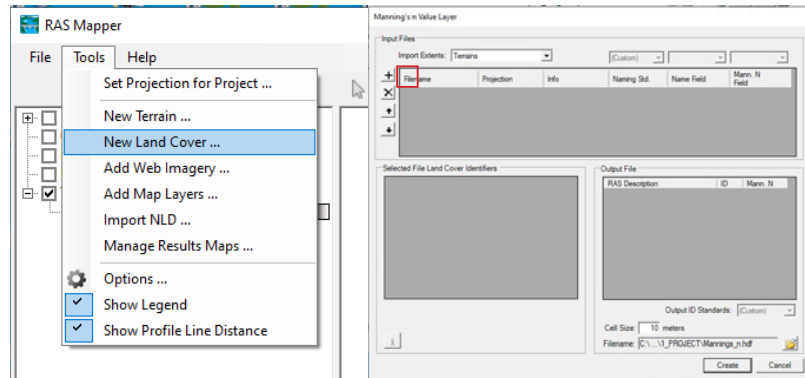 RAS Mapper
File Tools Help
Set Projection for Project ...
New Terrain ...
New Land Cover ...
Add Web Imagery ...
Add Map Layers ...
Import NLD ...
Manage Results Maps ...
Options ...
Show Legend
Show Profile Line Distance
Manning's n Value Layer
Input Files
Import Extents: Terrains
(Custom)
Filename Projection Info Naming Std. Name Field Mann. N Field
Selected File Land Cover Identifiers
Output File
RAS Description ID Mann. N
Output ID Standards: (Custom)
Cell Size: 10 meters
Filename: C:\...\1_PROJECT\Mannings_n.hdf
Create Cancel